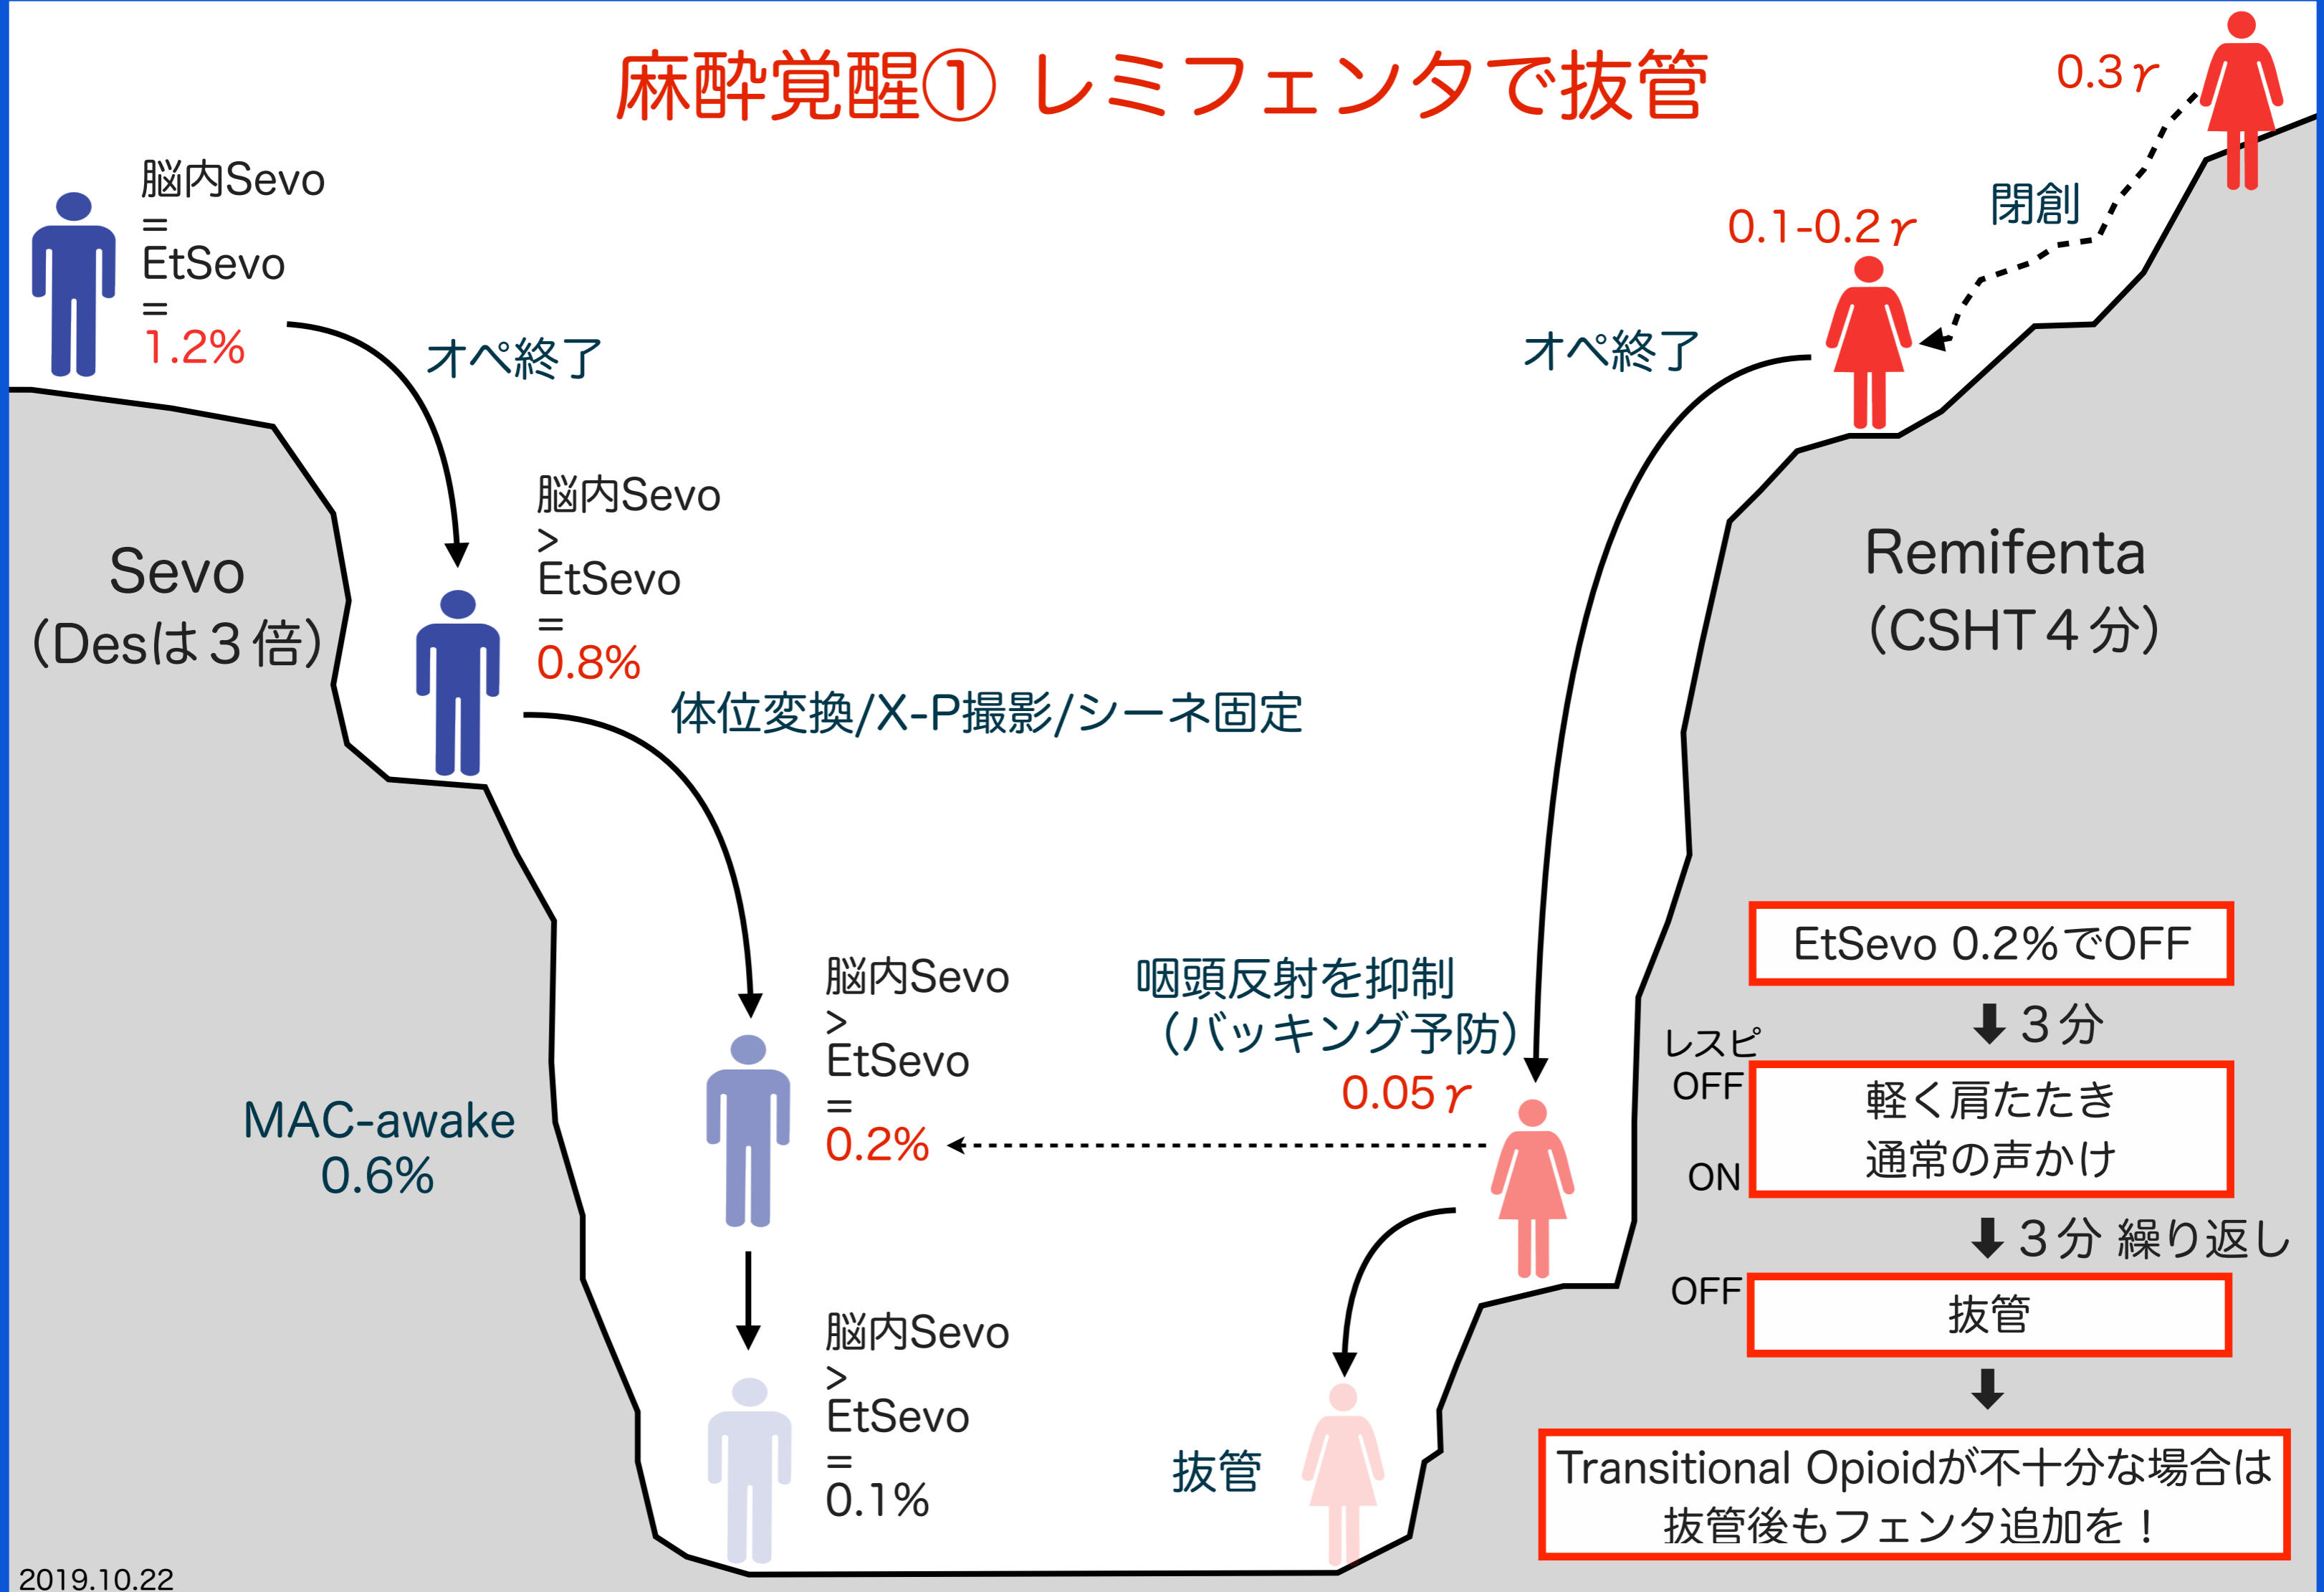 麻酔覚醒① レミフェンタで抜管
脳内Sevo
=
EtSevo
=
1.2%
オペ終了
脳内Sevo
>
EtSevo
=
0.8%
Sevo
(Desは３倍)
体位変換/X-P撮影/シーネ固定
脳内Sevo
>
EtSevo
=
0.2%
MAC-awake
0.6%
脳内Sevo
>
EtSevo
=
0.1%
0.3γ
閉創
0.1-0.2γ
オペ終了
Remifenta
(CSHT４分)
咽頭反射を抑制
(バッキング予防)
0.05γ
抜管
EtSevo 0.2%でOFF
３分
レスピ
OFF
軽く肩たたき
通常の声かけ
ON
３分 繰り返し
OFF
抜管
Transitional Opioidが不十分な場合は
抜管後もフェンタ追加を！
2019.10.22